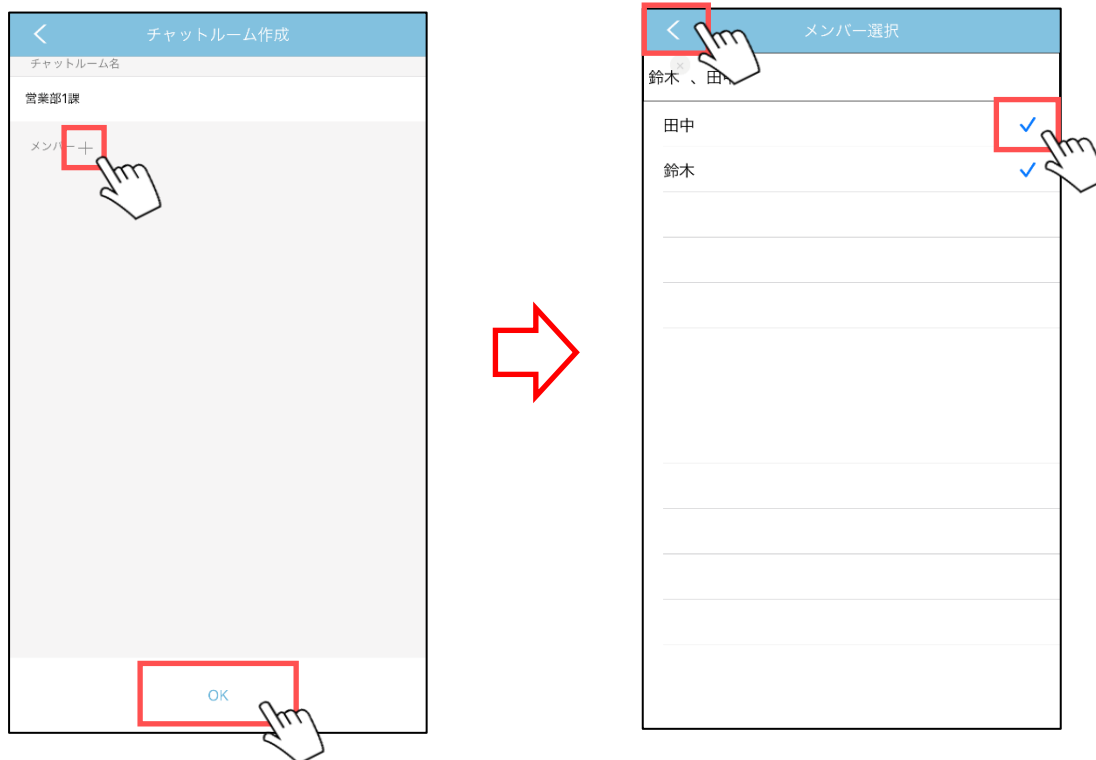 チャットルーム作成
チャットルーム名
営業部1課
メンバー
OK
メンバー選択
鈴木 、田中
田中
鈴木